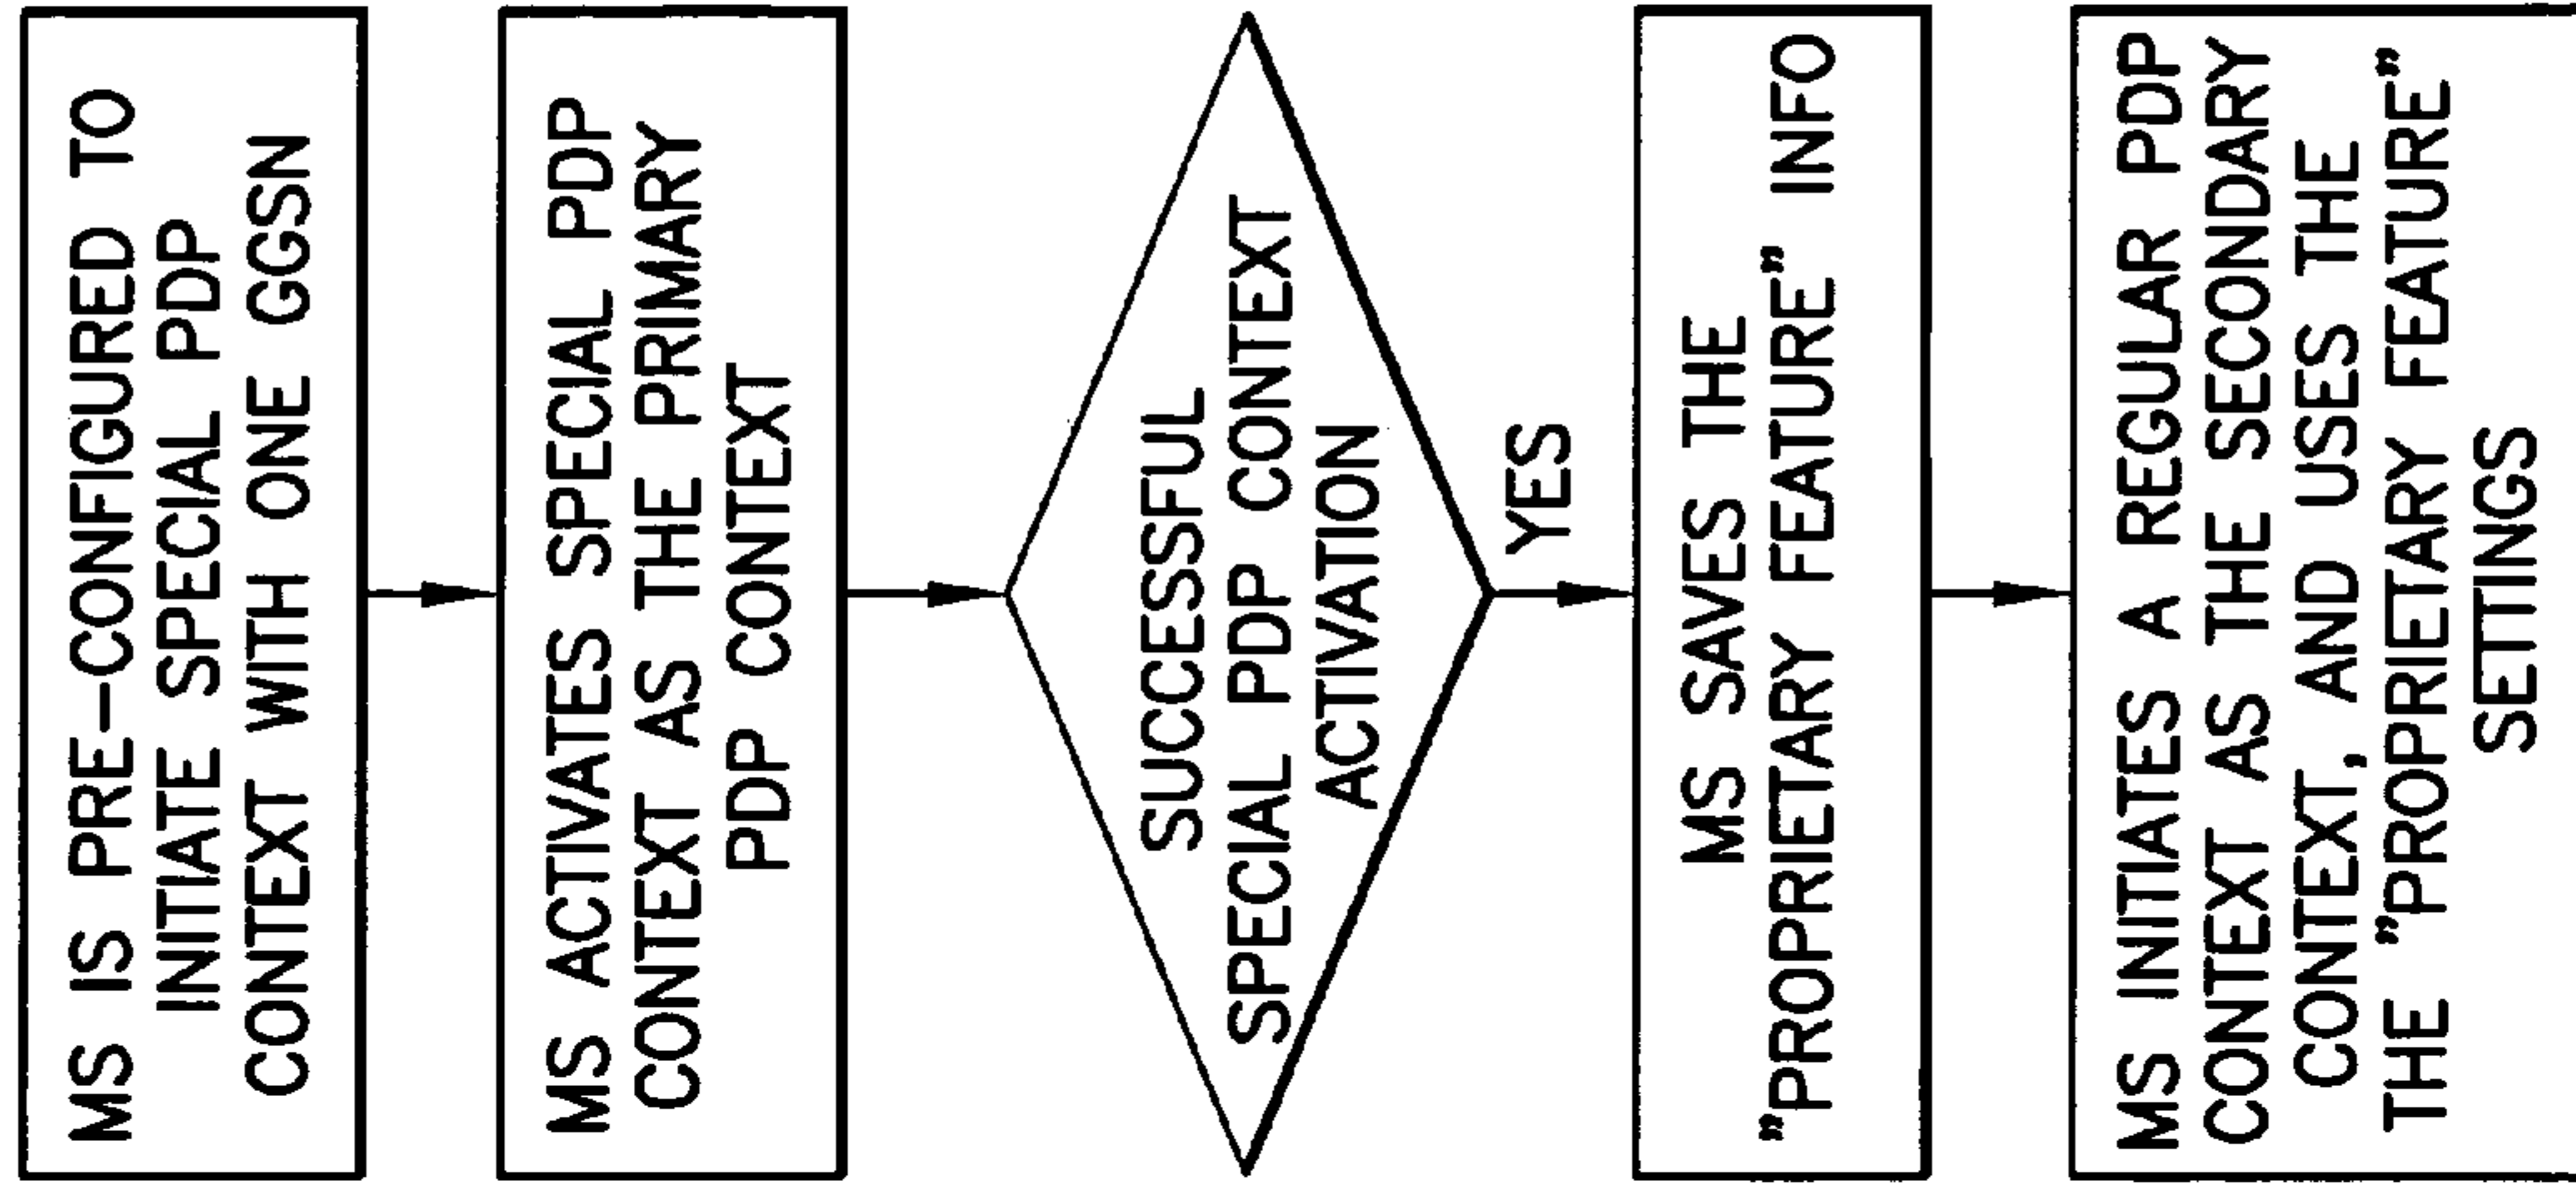 MS IS PRE-CONFIGURED TO
INITIATE SPECIAL PDP
CONTEXT WITH ONE GGSN
MS ACTIVATES SPECIAL PDP
CONTEXT AS THE PRIMARY
PDP CONTEXT
SUCCESSFUL
SPECIAL PDP CONTEXT
ACTIVATION
YES
MS SAVES THE
"PROPRIETARY FEATURE" INFO
MS INITIATES A REGULAR PDP
CONTEXT AS THE SECONDARY
CONTEXT, AND USES THE
THE "PROPRIETARY FEATURE"
SETTINGS